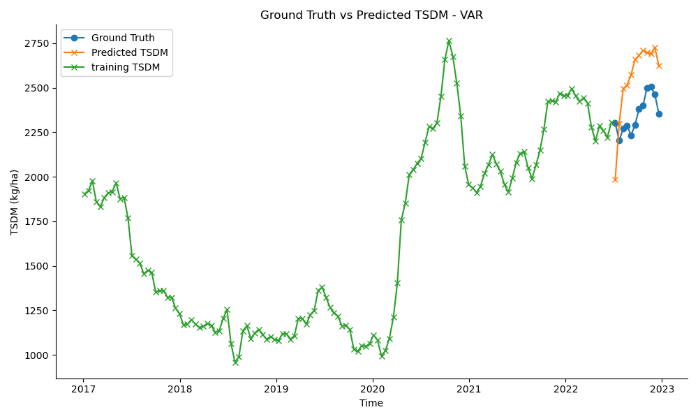 Ground Truth vs Predicted TSDM - VAR
Ground Truth
Predicted TSDM
training TSDM
TSDM (kg/ha)
2750
2500
2250
2000
1750
1500
1250
1000
2017 2018 2019 2020 2021 2022 2023
Time